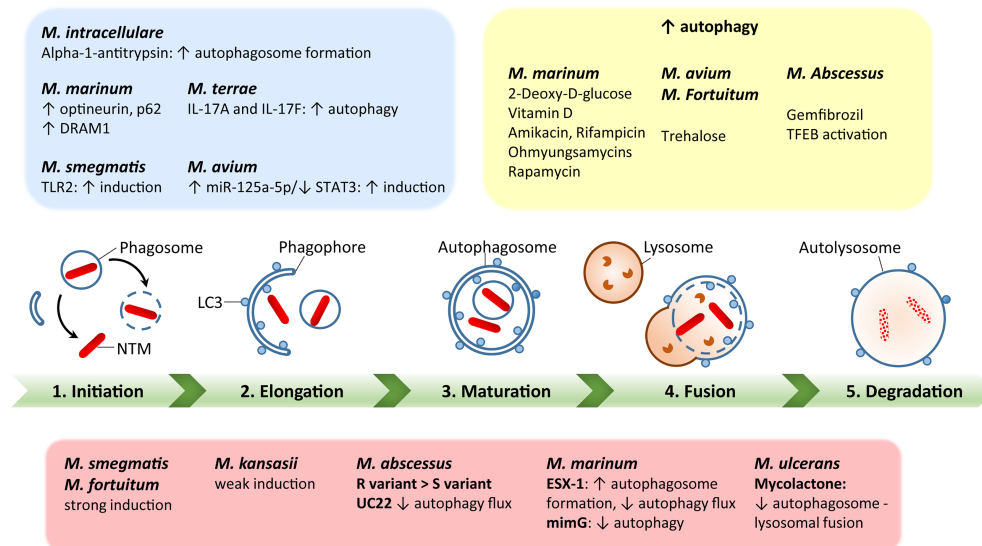 M. intracellulare
Alpha-1-antitrypsin: ↑ autophagosome formation
M. marinum
↑ optineurin, p62
↑ DRAM1
M. terrae
IL-17A and IL-17F: ↑ autophagy
M. smegmatis
TLR2: ↑ induction
M. avium
↑ miR-125a-5p/↓ STAT3: ↑ induction
↑ autophagy
M. marinum
2-Deoxy-D-glucose
Vitamin D
Amikacin, Rifampicin
Ohmyungsamycins
Rapamycin
M. avium
M. Fortuitum
Trehalose
M. Abscessus
Gemfibrozil
TFEB activation
Phagosome
NTM
Phagophore
LC3
Autophagosome
Lysosome
Autolysosome
1. Initiation
2. Elongation
3. Maturation
4. Fusion
5. Degradation
M. smegmatis
M. fortuitum
strong induction
M. kansasii
weak induction
M. abscessus
R variant > S variant
UC22 ↓ autophagy flux
M. marinum
ESX-1: ↑ autophagosome
formation, ↓ autophagy flux
mimG: ↓ autophagy
M. ulcerans
Mycolactone:
↓ autophagosome -
lysosomal fusion